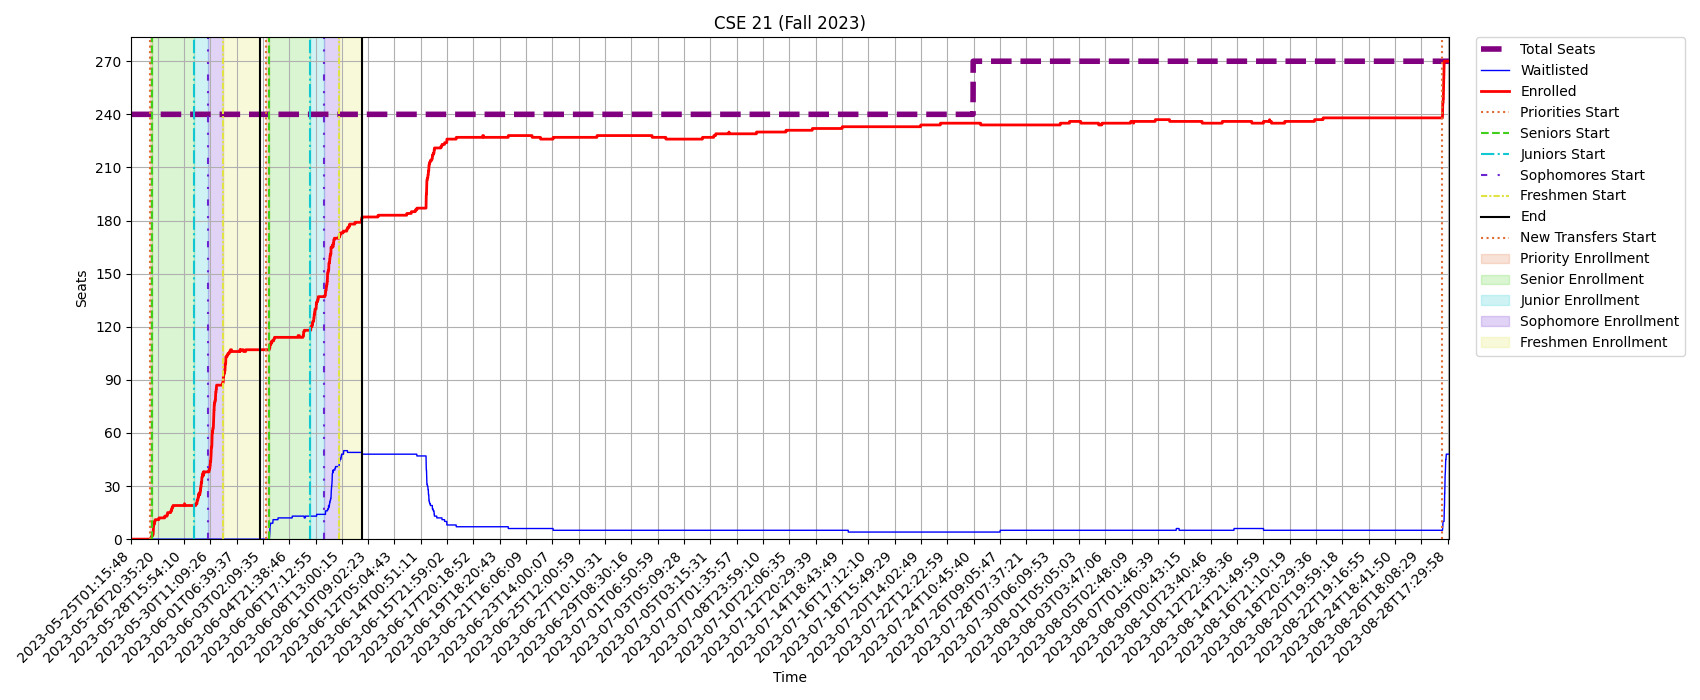 CSE 21 (Fall 2023)
Seats
270
240
210
180
150
120
90
60
30
0
2023-05-25T01:15:48
2023-05-26T20:35:20
2023-05-28T15:54:10
2023-05-30T11:09:26
2023-06-01T06:39:37
2023-06-03T02:09:35
2023-06-04T21:38:46
2023-06-06T17:12:55
2023-06-08T13:00:15
2023-06-10T09:02:23
2023-06-12T05:04:43
2023-06-14T00:51:11
2023-06-15T21:59:02
2023-06-17T20:18:52
2023-06-19T18:20:43
2023-06-21T16:06:09
2023-06-23T14:00:07
2023-06-25T12:00:59
2023-06-27T10:10:31
2023-06-29T08:30:16
2023-07-01T06:50:59
2023-07-03T05:09:28
2023-07-05T03:15:31
2023-07-07T01:35:57
2023-07-08T23:59:10
2023-07-10T22:06:35
2023-07-12T20:29:39
2023-07-14T18:43:49
2023-07-16T17:12:10
2023-07-18T15:49:29
2023-07-20T14:02:49
2023-07-22T12:22:59
2023-07-24T10:45:40
2023-07-26T09:05:47
2023-07-28T07:37:21
2023-07-30T06:09:53
2023-08-01T05:05:03
2023-08-03T03:47:06
2023-08-05T02:48:09
2023-08-07T01:46:39
2023-08-09T00:43:15
2023-08-10T23:40:46
2023-08-12T22:38:36
2023-08-14T21:49:59
2023-08-16T21:10:19
2023-08-18T20:29:36
2023-08-22T19:59:18
2023-08-24T19:16:55
2023-08-24T18:41:50
2023-08-26T18:08:29
2023-08-28T17:29:58
Time
Total Seats
Waitlisted
Enrolled
Priorities Start
Seniors Start
Juniors Start
Sophomores Start
Freshmen Start
End
New Transfers Start
Priority Enrollment
Senior Enrollment
Junior Enrollment
Sophomore Enrollment
Freshmen Enrollment